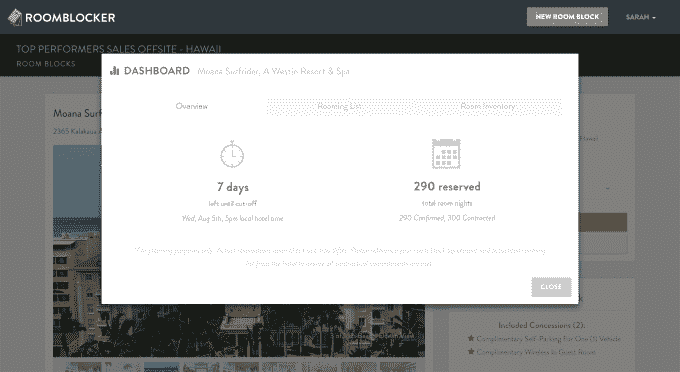 ROOMBLOCKER
NEW ROOM BLOCK
SARAH
TOP PERFORMERS SALES OFFSITE - HAWAII
ROOM BLOCKS
DASHBOARD Moana Surfrider, A Westin Resort & Spa
Overview
Rooming List
Room Inventory
7 days
left until cut-off
Wed, Aug 5th, 5pm local hotel time
290 reserved
total room nights
290 Confirmed, 300 Contracted
CLOSE
Moana Surf
2365 Kalakaua
Hawaii
Included Concessions (2):
Complimentary Self-Parking For One (1) Vehicle
Complimentary Wireless In Guest Room